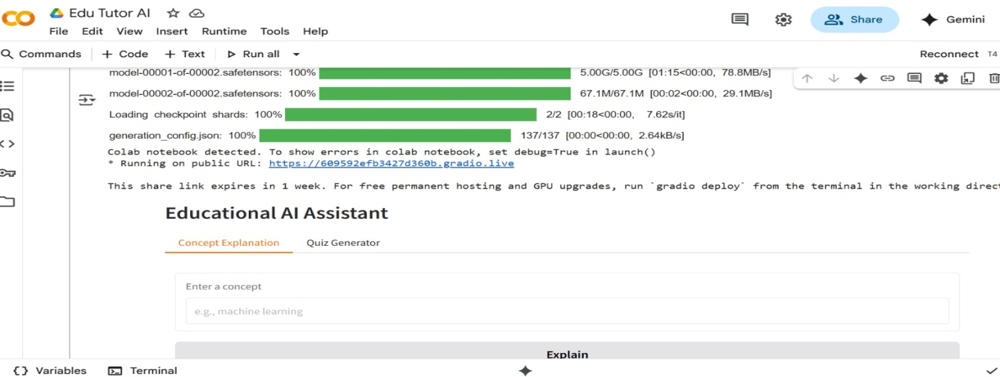 Edu Tutor AI
File Edit View Insert Runtime Tools Help
Share
Gemini
Commands + Code + Text Run all
Reconnect T4
model-00001-of-00002.safetensors: 100% 5.00G/5.00G [01:15<00:00, 78.8MB/s]
model-00002-of-00002.safetensors: 100% 67.1M/67.1M [00:02<00:00, 29.1MB/s]
Loading checkpoint shards: 100% 2/2 [00:18<00:00, 7.62s/it]
generation_config.json: 100% 137/137 [00:00<00:00, 2.64kB/s]
Colab notebook detected. To show errors in colab notebook, set debug=True in launch()
* Running on public URL: https://609592efb3427d360b.gradio.live
This share link expires in 1 week. For free permanent hosting and GPU upgrades, run `gradio deploy` from the terminal in the working direct
Educational AI Assistant
Concept Explanation Quiz Generator
Enter a concept
e.g., machine learning
Explain
Variables Terminal